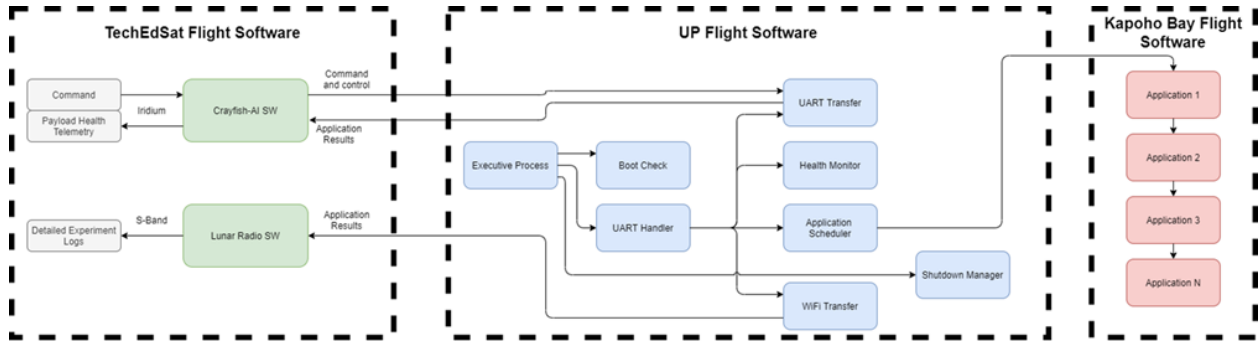 TechEdSat Flight Software
Command
Payload Health
Telemetry
Iridium
Crayfish-AI SW
Command
and control
Application
Results
Detailed Experiment
Logs
S-Band
Lunar Radio SW
Application
Results
UP Flight Software
UART Transfer
Executive Process
Boot Check
Health Monitor
UART Handler
Application
Scheduler
Shutdown Manager
WiFi Transfer
Kapoho Bay Flight
Software
Application 1
Application 2
Application 3
Application N